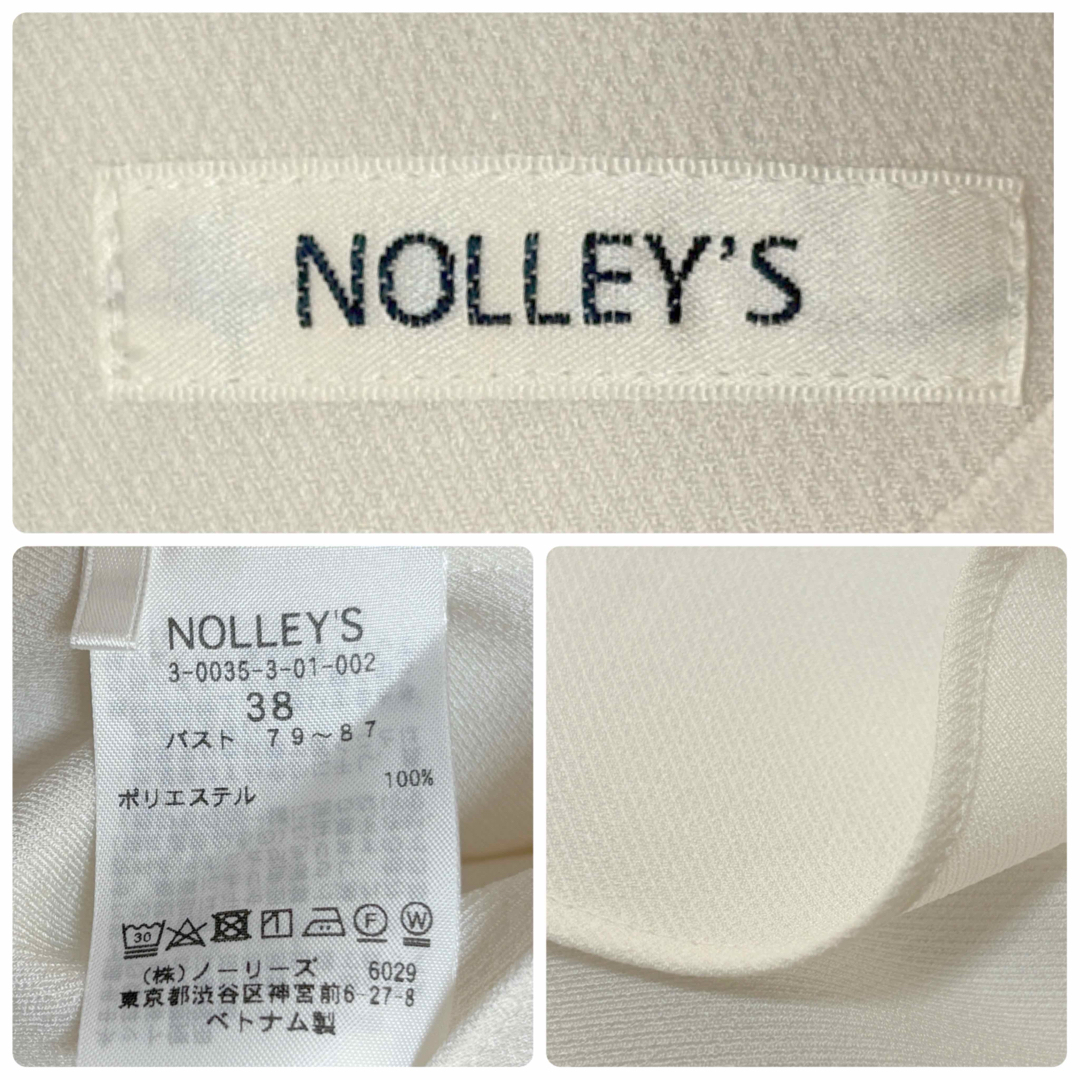 NOLLEY'S
NOLLEY'S
3-0035-3-01-002
38
バスト 79～87
ポリエステル 100%
30 F W
(株)ノーリーズ 6029
東京都渋谷区神宮前6-27-8
ベトナム製